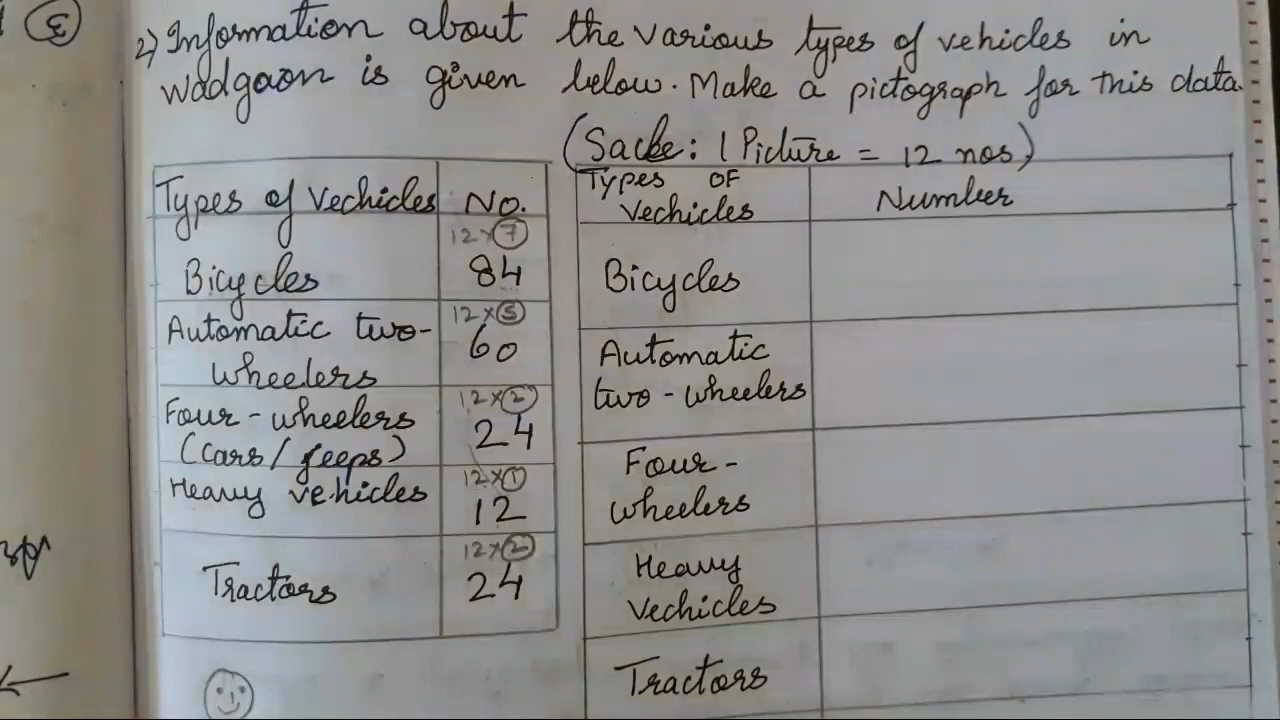 3
2) Information about the various types of vehicles in
Wadgaon is given below. Make a pictograph for this data.
(Sacle: 1 Picture = 12 nos)
Types of Vechicles No.
12×7
Bicycles 84
Automatic two-
wheelers
12×5
60
Four-wheelers
(cars/jeeps)
12×2
24
Heavy vehicles
12×1
12
Tractors
12×2
24
Types OF
Vechicles
Number
Bicycles
Automatic
two-wheelers
Four-
wheelers
Heavy
Vechicles
Tractors